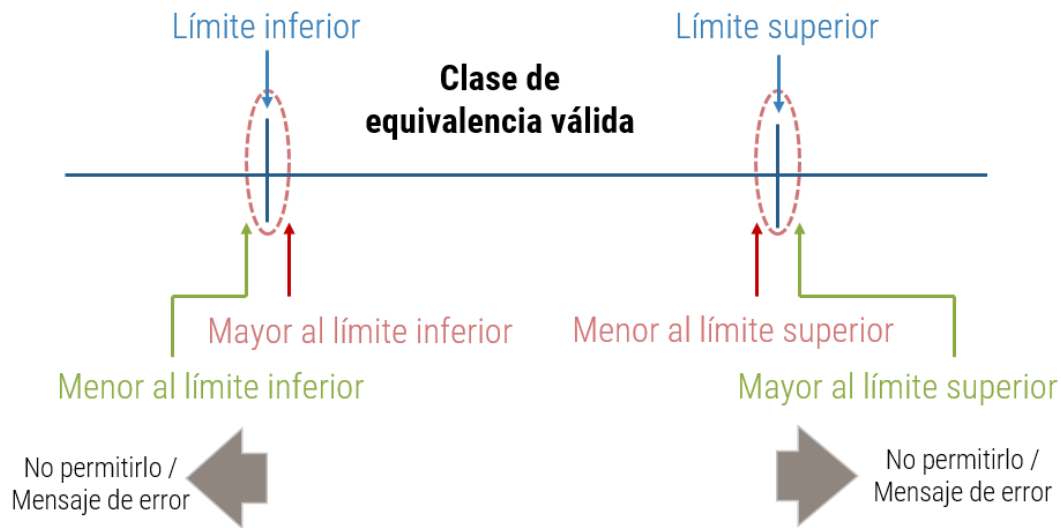 Límite inferior
Límite superior
Clase de
equivalencia válida
Mayor al límite inferior
Menor al límite superior
Menor al límite inferior
Mayor al límite superior
No permitirlo /
Mensaje de error
No permitirlo /
Mensaje de error